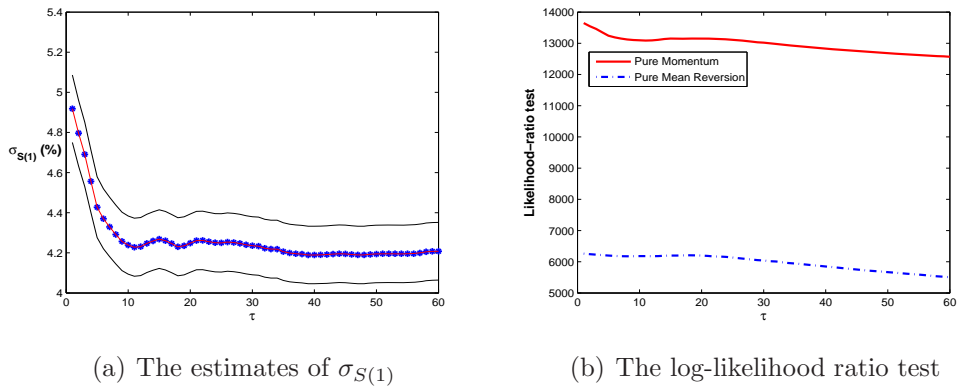 5.4
5.2
5
4.8
σS(1) (%)
4.6
4.4
4.2
4
0 10 20 30 40 50 60
τ
14000
13000
12000
11000
10000
9000
8000
7000
6000
5000
Likelihood−ratio test
Pure Momentum
Pure Mean Reversion
0 10 20 30 40 50 60
τ
(a) The estimates of σS(1)
(b) The log-likelihood ratio test